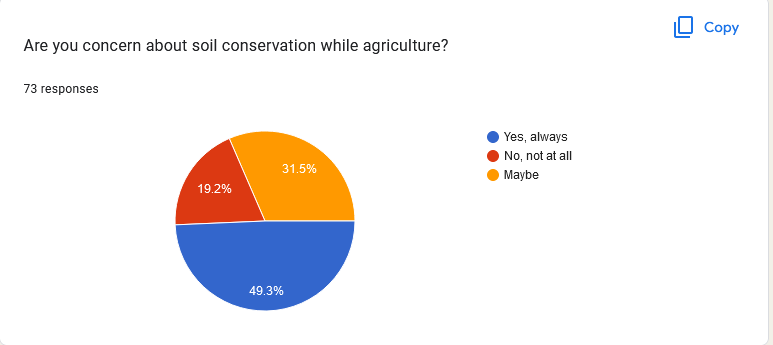 Copy
Are you concern about soil conservation while agriculture?
73 responses
31.5%
19.2%
49.3%
Yes, always
No, not at all
Maybe